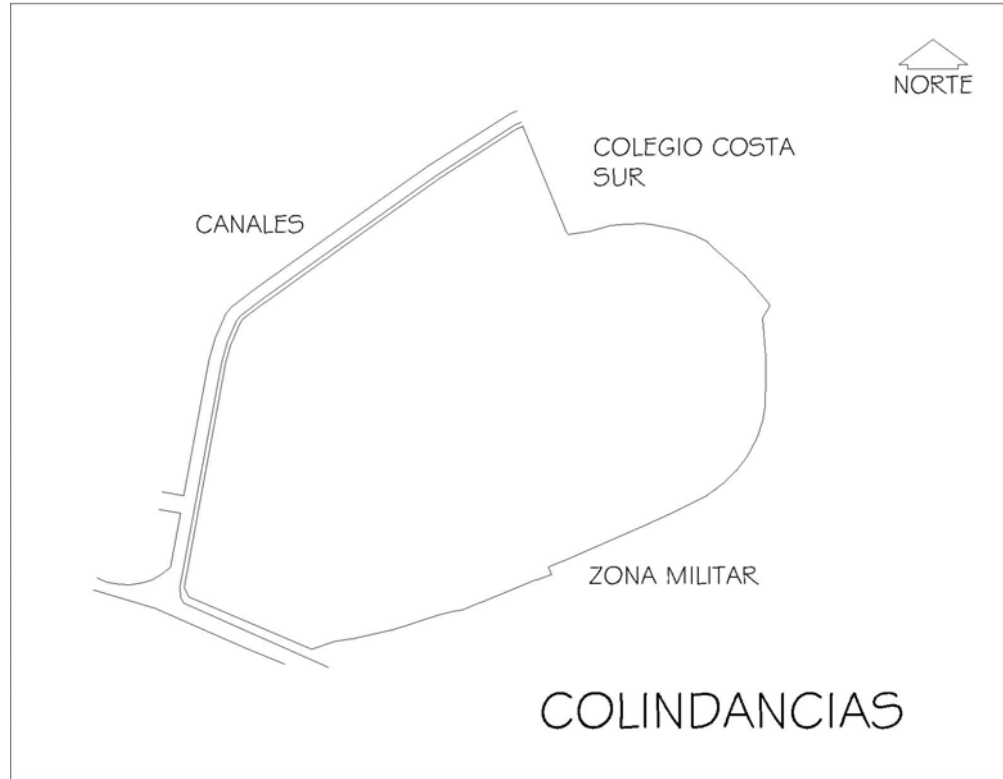 NORTE
COLEGIO COSTA
SUR
CANALES
ZONA MILITAR
COLINDANCIAS